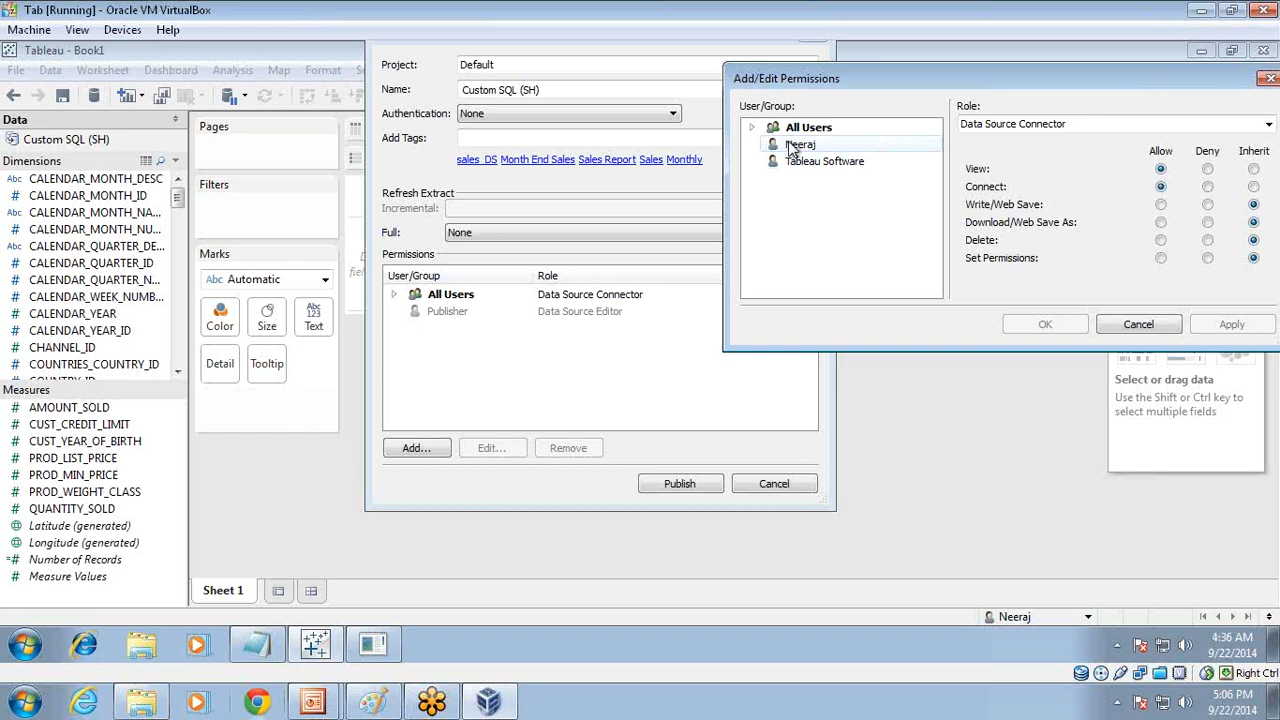 Tab [Running] - Oracle VM VirtualBox
Machine View Devices Help
Tableau - Book1
File Data Worksheet Dashboard Analysis Map Format
Data
Custom SQL (SH)
Dimensions
Abc CALENDAR_MONTH_DESC
# CALENDAR_MONTH_ID
Abc CALENDAR_MONTH_NA...
# CALENDAR_MONTH_NU...
Abc CALENDAR_QUARTER_DE...
# CALENDAR_QUARTER_ID
# CALENDAR_QUARTER_N...
# CALENDAR_WEEK_NUMB...
# CALENDAR_YEAR
# CALENDAR_YEAR_ID
# CHANNEL_ID
# COUNTRIES_COUNTRY_ID
Measures
# AMOUNT_SOLD
# CUST_CREDIT_LIMIT
# CUST_YEAR_OF_BIRTH
# PROD_LIST_PRICE
# PROD_MIN_PRICE
# PROD_WEIGHT_CLASS
# QUANTITY_SOLD
Latitude (generated)
Longitude (generated)
=# Number of Records
# Measure Values
Pages
Filters
Marks
Abc Automatic
Color
Size
Abc
123
Text
Detail
Tooltip
Project: Default
Name: Custom SQL (SH)
Authentication: None
Add Tags:
sales_DS Month End Sales Sales Report Sales Monthly
Refresh Extract
Incremental:
Full: None
Permissions
User/Group Role
All Users Data Source Connector
Publisher Data Source Editor
Add... Edit... Remove
Publish Cancel
Add/Edit Permissions
User/Group:
All Users
Neeraj
Tableau Software
Role:
Data Source Connector
Allow Deny Inherit
View:
Connect:
Write/Web Save:
Download/Web Save As:
Delete:
Set Permissions:
OK Cancel Apply
Select or drag data
Use the Shift or Ctrl key to
select multiple fields
Sheet 1
Neeraj
4:36 AM
9/22/2014
Right Ctrl
5:06 PM
9/22/2014